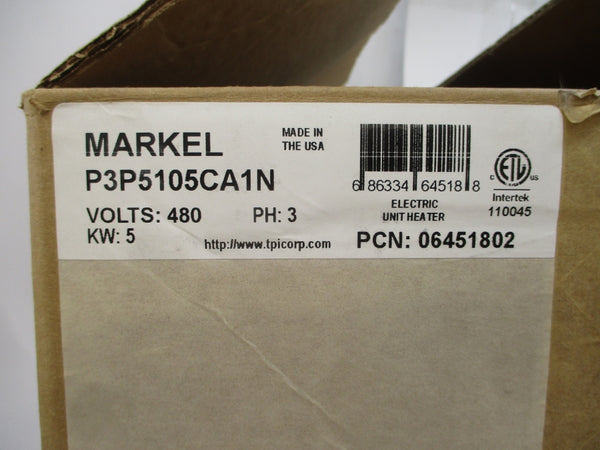 MARKEL
P3P5105CA1N
VOLTS: 480 PH: 3
KW: 5
http://www.tpicorp.com
MADE IN
THE USA
6 86334 64518 8
ELECTRIC
UNIT HEATER
PCN: 06451802
C ETL US
Intertek
110045